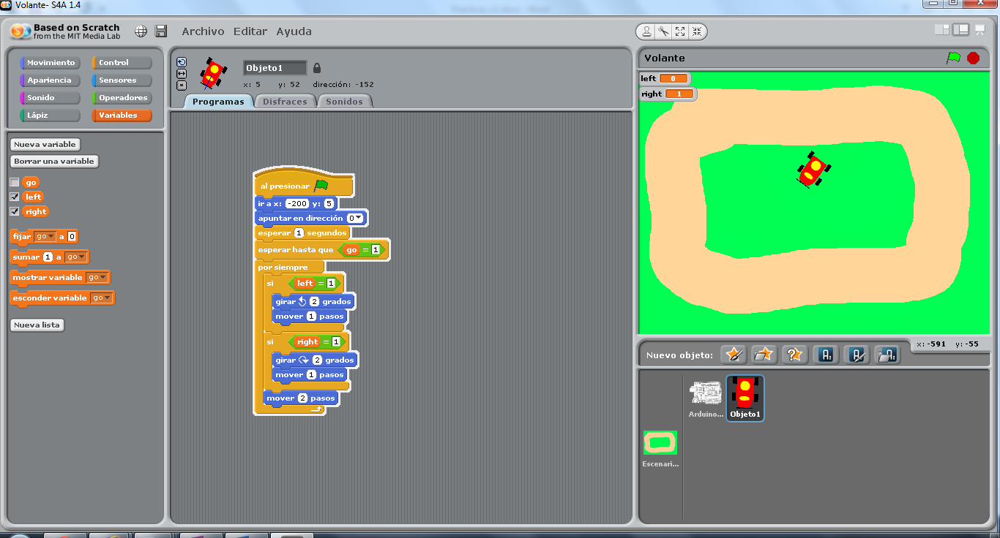 Volante- S4A 1.4
Based on Scratch
from the MIT Media Lab
Archivo Editar Ayuda
Movimiento Control
Apariencia Sensores
Sonido Operadores
Lápiz Variables
Nueva variable
Borrar una variable
go
left
right
fijar go a 0
sumar 1 a go
mostrar variable go
esconder variable go
Nueva lista
Objeto1
x: 5 y: 52 dirección: -152
Programas Disfraces Sonidos
al presionar
ir a x: -200 y: 5
apuntar en dirección 0
esperar 1 segundos
esperar hasta que go = 1
por siempre
si left = 1
girar 2 grados
mover 1 pasos
si right = 1
girar 2 grados
mover 1 pasos
mover 2 pasos
Volante
left 0
right 1
x: -591 y: -55
Nuevo objeto:
Arduino... Objeto1
Escenari...